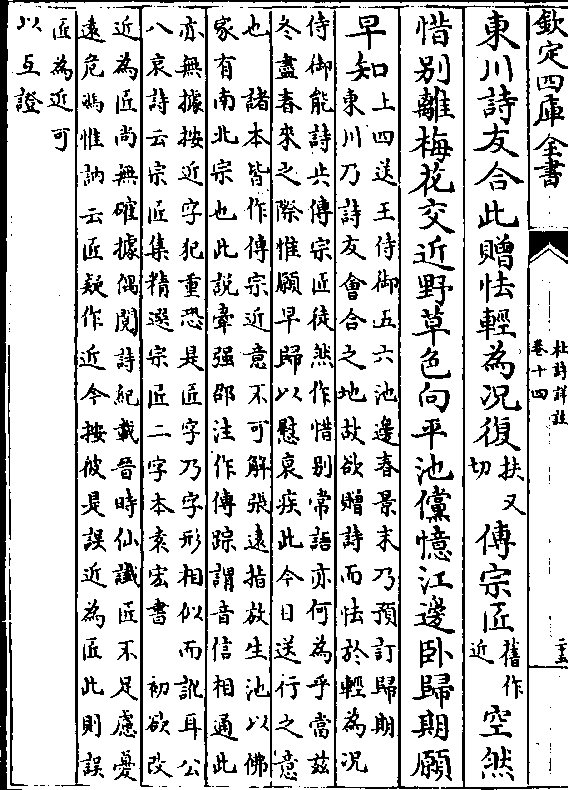 欽定四庫全書
杜詩詳註
卷十四
東川詩友合此贈怯輕為況復扶又切傳宗匠舊作近空然
惜別離梅花交近野草色向平池儻憶江邊卧歸期願
早知上四送王侍御五六池邊春景末乃預訂歸期
東川乃詩友會合之地故欲贈詩而怯於輕為況
侍御能詩共傳宗匠徒然作惜別常語亦何為乎當兹
冬盡春來之際惟願早歸以慰哀疾此今日送行之意
也 諸本皆作傳宗近意不可解張遠指放生池以佛
家有南北宗也此說牽强邵注作傳踪謂音信相通此
亦無據按近字犯重恐是匠字乃字形相似而訛耳公
八哀詩云宗匠集精選宗匠二字本袁宏書 初欲改
近為匠尚無確據偶閱詩紀載晉時仙讖匠不足慮憂
遠危馮惟訥云匠疑作近今按彼是誤近為匠此則誤
匠為近可
以互證